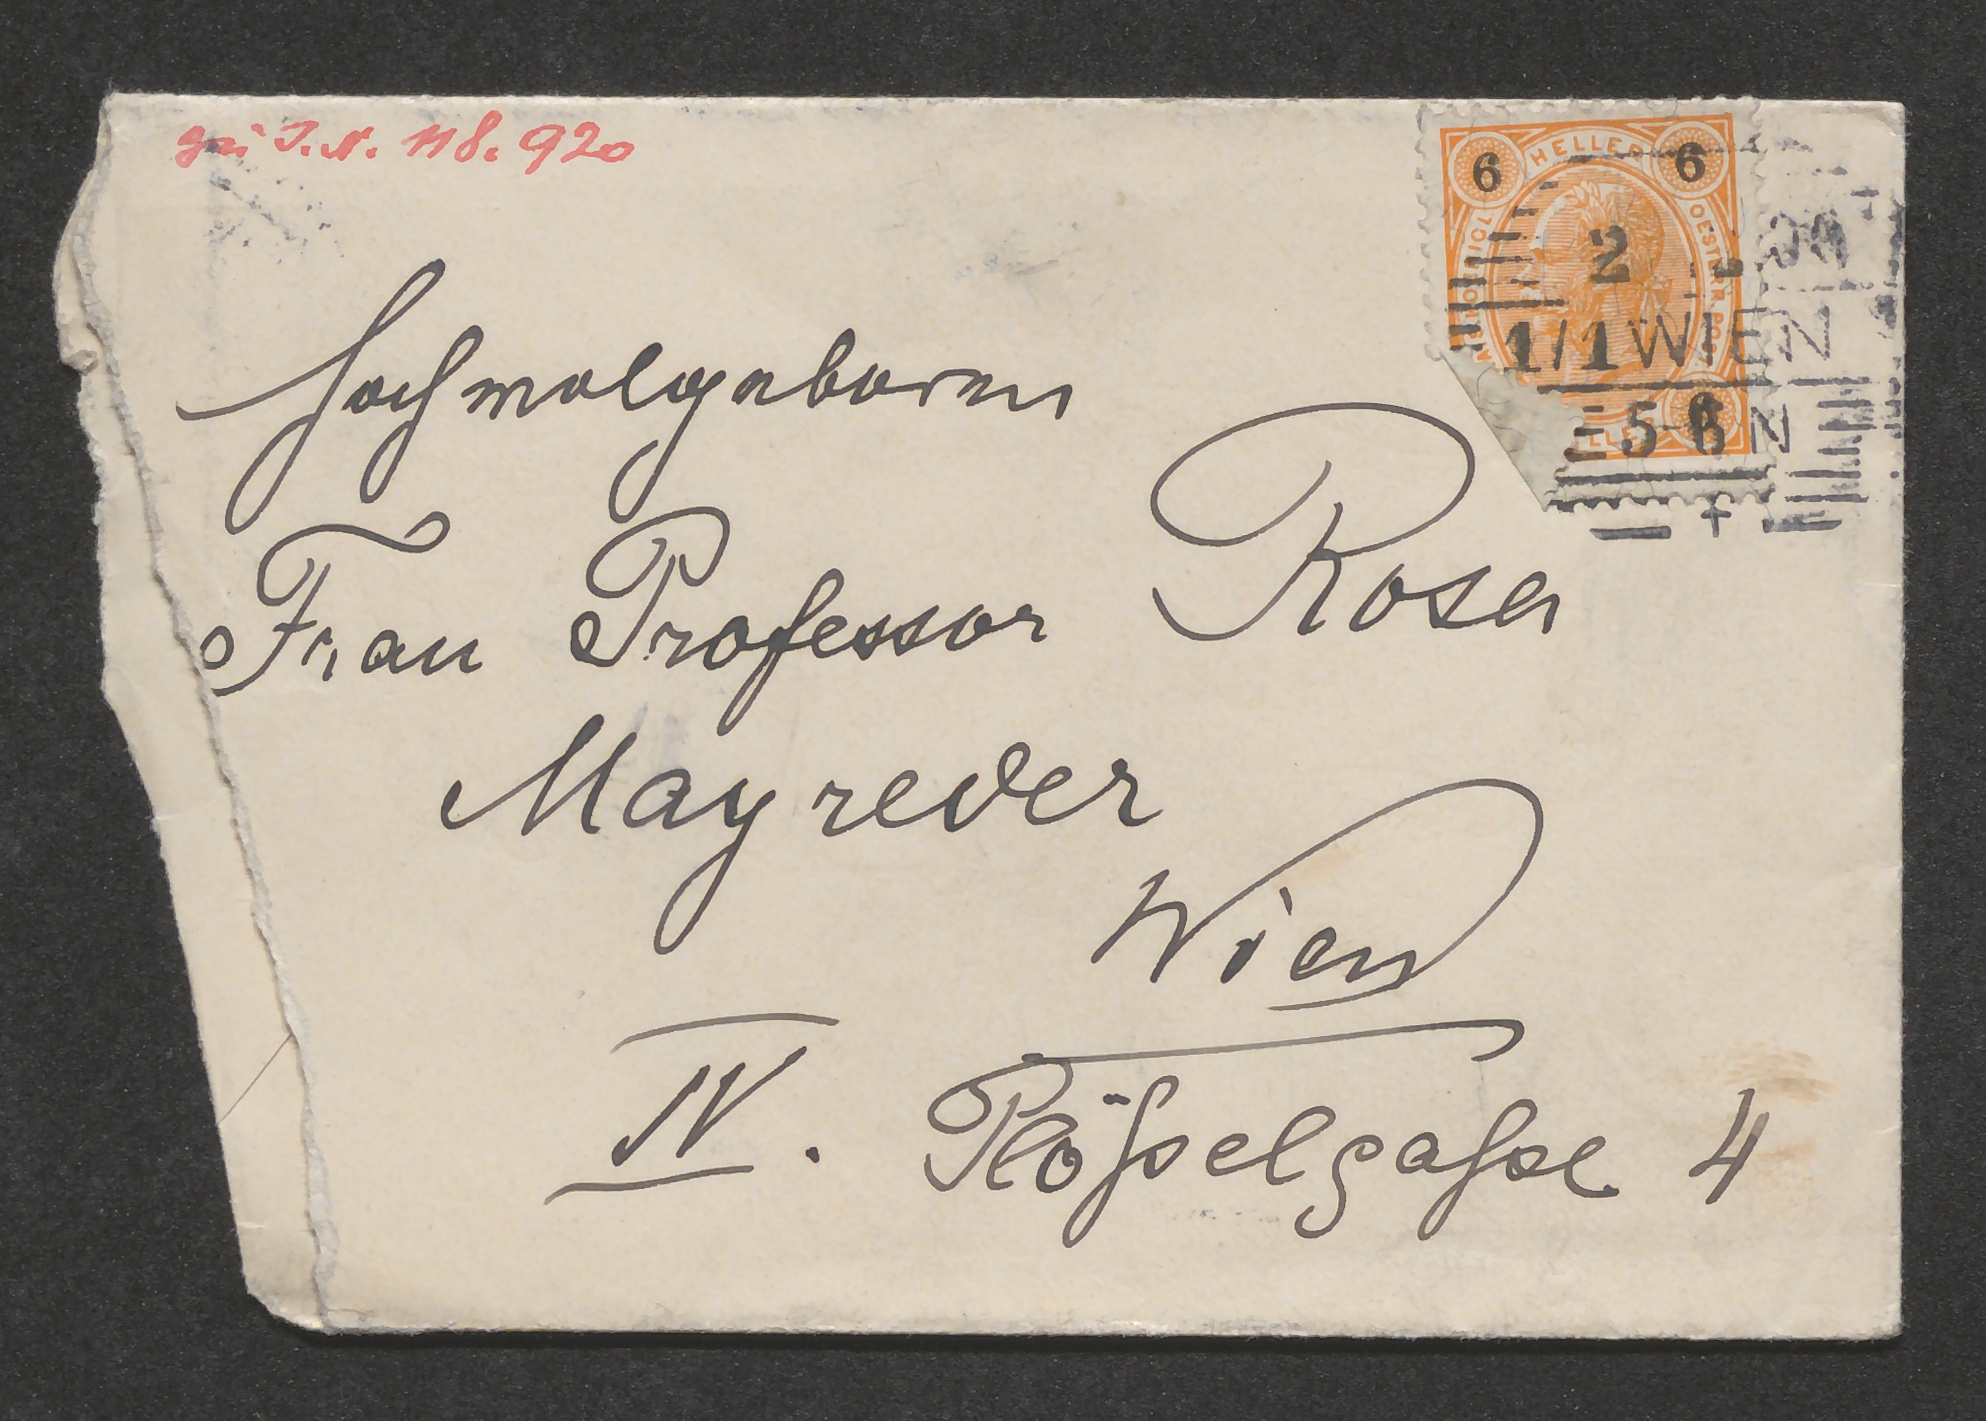 zu I.N. 118.920
6 HELLER 6
2
1/1 WIEN
5 6 N
Hochwolgeboren
Frau Professor Rosa
Mayreder
Wien
IV. Plößelgaße 4